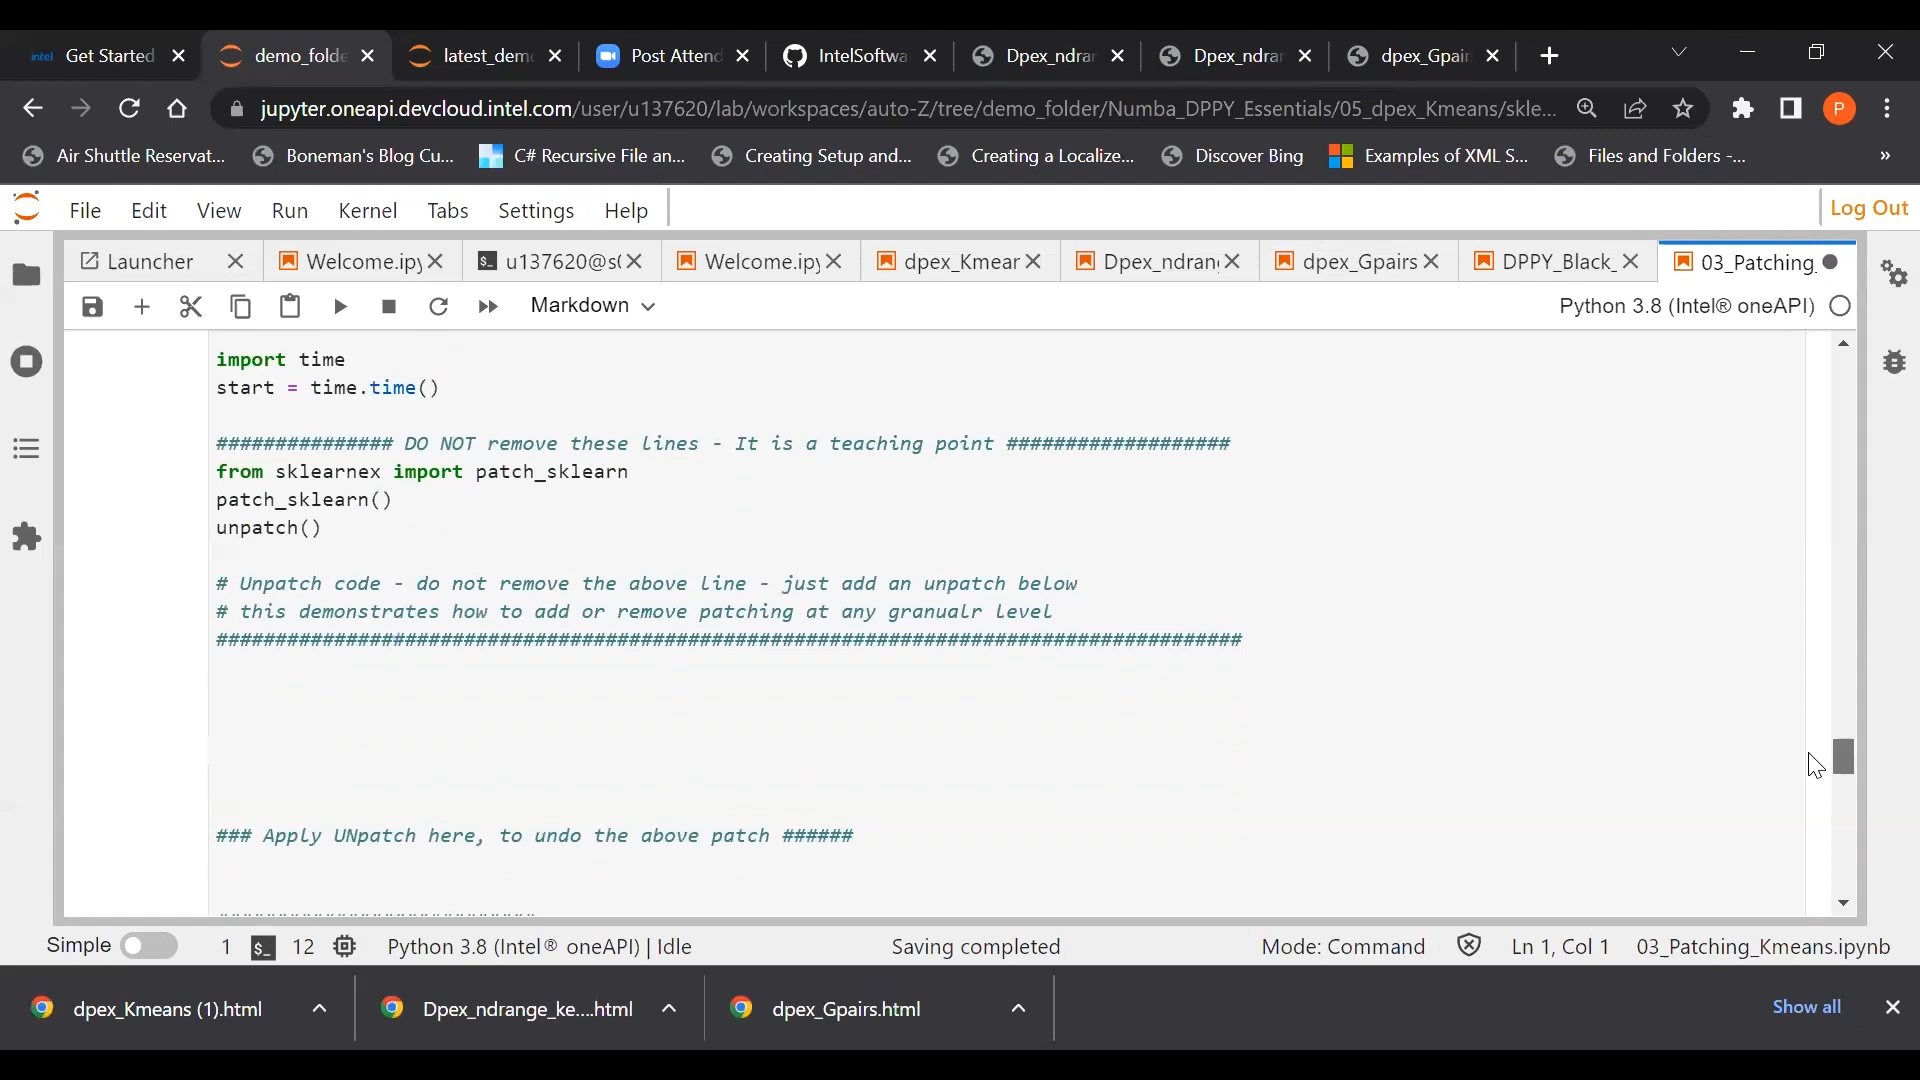 intel Get Started
demo_folde
latest_demo
Post Attend
IntelSoftwa
Dpex_ndran
Dpex_ndran
dpex_Gpair
jupyter.oneapi.devcloud.intel.com/user/u137620/lab/workspaces/auto-Z/tree/demo_folder/Numba_DPPY_Essentials/05_dpex_Kmeans/skle...
P
Air Shuttle Reservat...
Boneman's Blog Cu...
C# Recursive File an...
Creating Setup and...
Creating a Localize...
Discover Bing
Examples of XML S...
Files and Folders -...
»
File Edit View Run Kernel Tabs Settings Help
Log Out
Launcher
Welcome.ipy
u137620@s(
Welcome.ipy
dpex_Kmear
Dpex_ndran
dpex_Gpairs
DPPY_Black_
03_Patching_
Markdown
Python 3.8 (Intel® oneAPI)
import time
start = time.time()
############### DO NOT remove these lines - It is a teaching point ###################
from sklearnex import patch_sklearn
patch_sklearn()
unpatch()
# Unpatch code - do not remove the above line - just add an unpatch below
# this demonstrates how to add or remove patching at any granualr level
#######################################################################################
### Apply UNpatch here, to undo the above patch ######
Simple
1
$_
12
Python 3.8 (Intel® oneAPI) | Idle
Saving completed
Mode: Command
Ln 1, Col 1
03_Patching_Kmeans.ipynb
dpex_Kmeans (1).html
Dpex_ndrange_ke....html
dpex_Gpairs.html
Show all